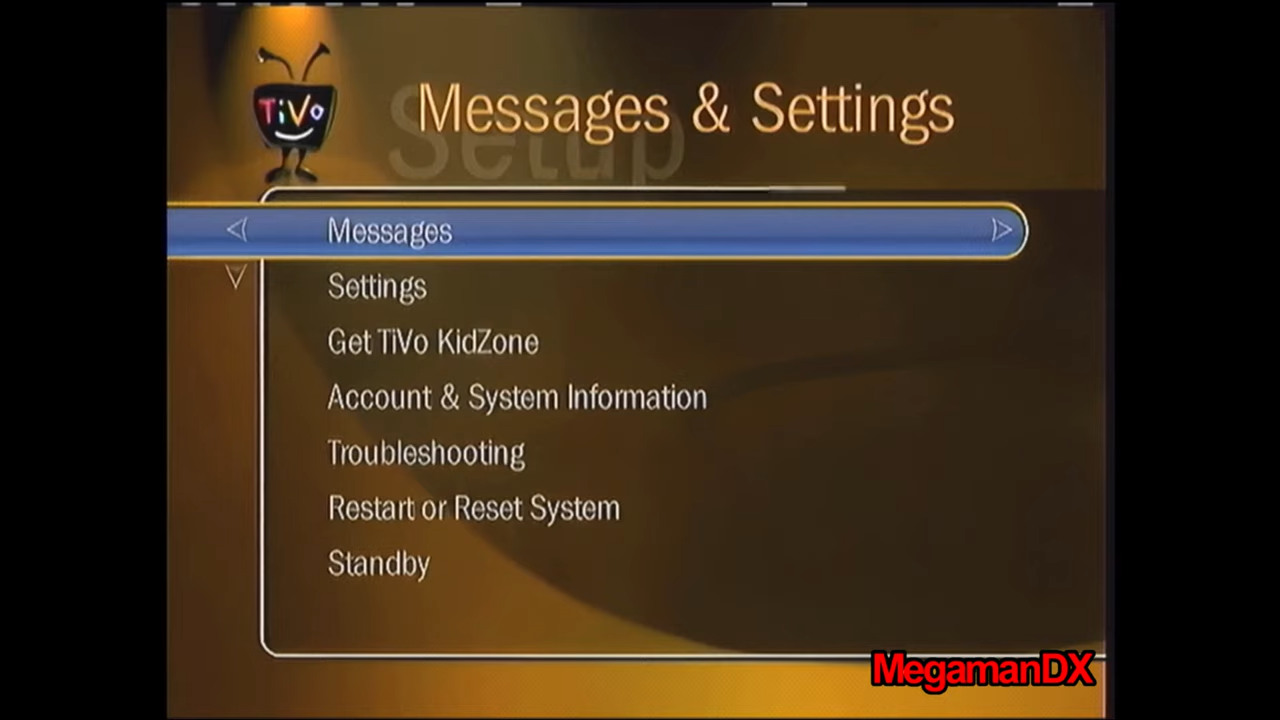 TiVo
Setup
Messages & Settings
Messages
Settings
Get TiVo KidZone
Account & System Information
Troubleshooting
Restart or Reset System
Standby
MegamanDX